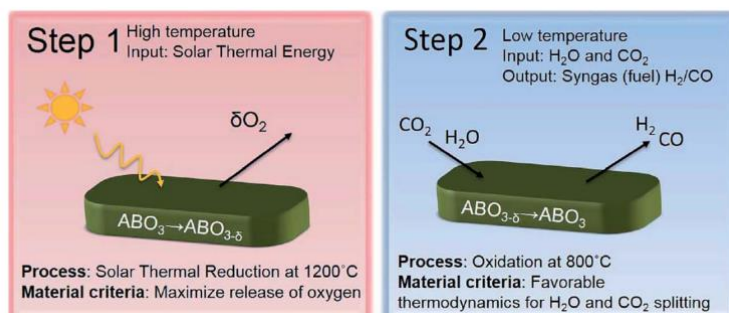 Step 1
High temperature
Input: Solar Thermal Energy
δO₂
ABO₃→ABO₃₋δ
Process: Solar Thermal Reduction at 1200°C
Material criteria: Maximize release of oxygen
Step 2
Low temperature
Input: H₂O and CO₂
Output: Syngas (fuel) H₂/CO
CO₂
H₂O
H₂
CO
ABO₃₋δ→ABO₃
Process: Oxidation at 800°C
Material criteria: Favorable
thermodynamics for H₂O and CO₂ splitting